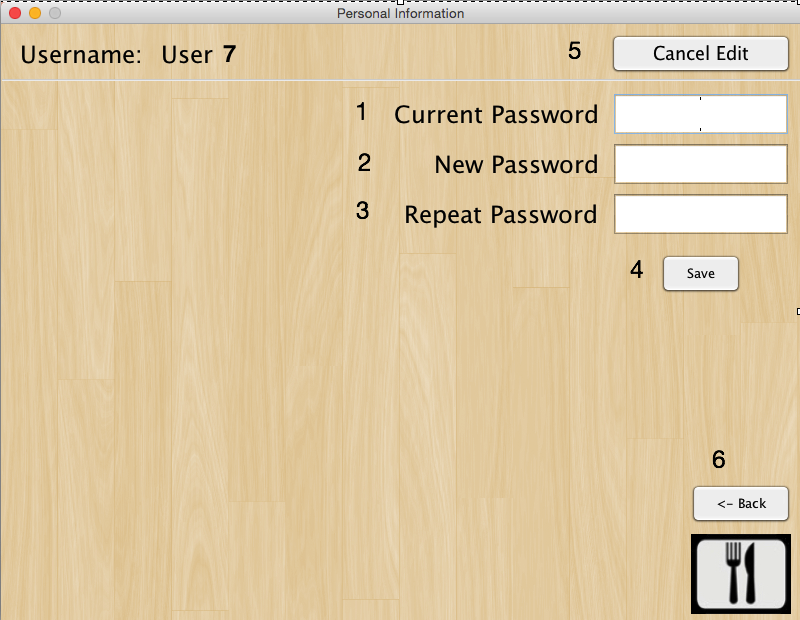 Personal Information
Username: User 7
5 Cancel Edit
1 Current Password
2 New Password
3 Repeat Password
4 Save
6
<- Back